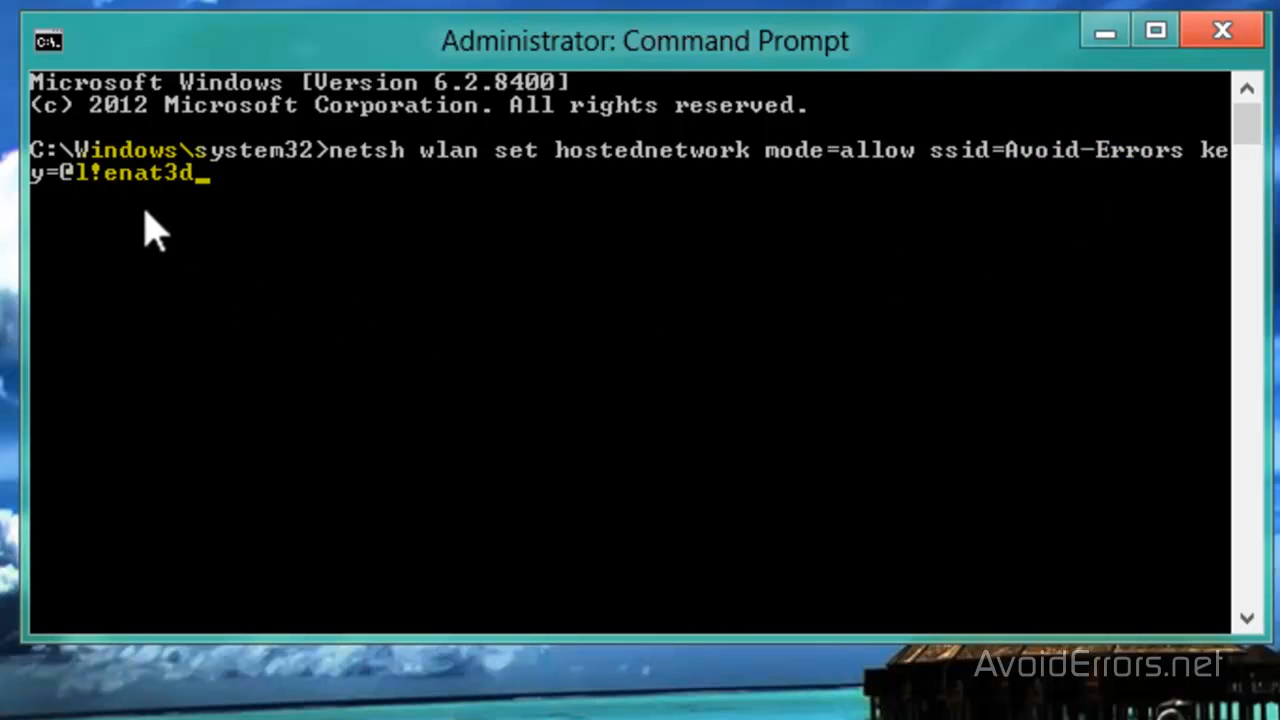 Administrator: Command Prompt
Microsoft Windows [Version 6.2.8400]
(c) 2012 Microsoft Corporation. All rights reserved.
C:\Windows\system32>netsh wlan set hostednetwork mode=allow ssid=Avoid-Errors ke
y=@l!enat3d_
AvoidErrors.net